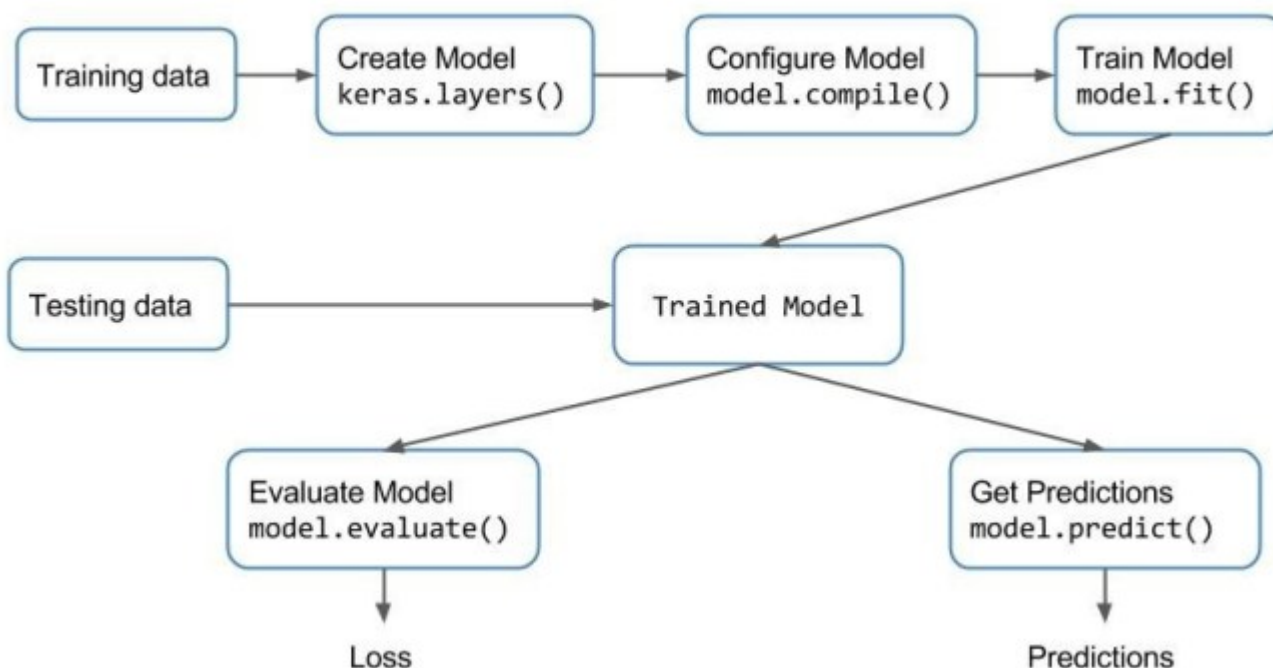 Training data
Create Model
keras.layers()
Configure Model
model.compile()
Train Model
model.fit()
Testing data
Trained Model
Evaluate Model
model.evaluate()
Get Predictions
model.predict()
Loss
Predictions